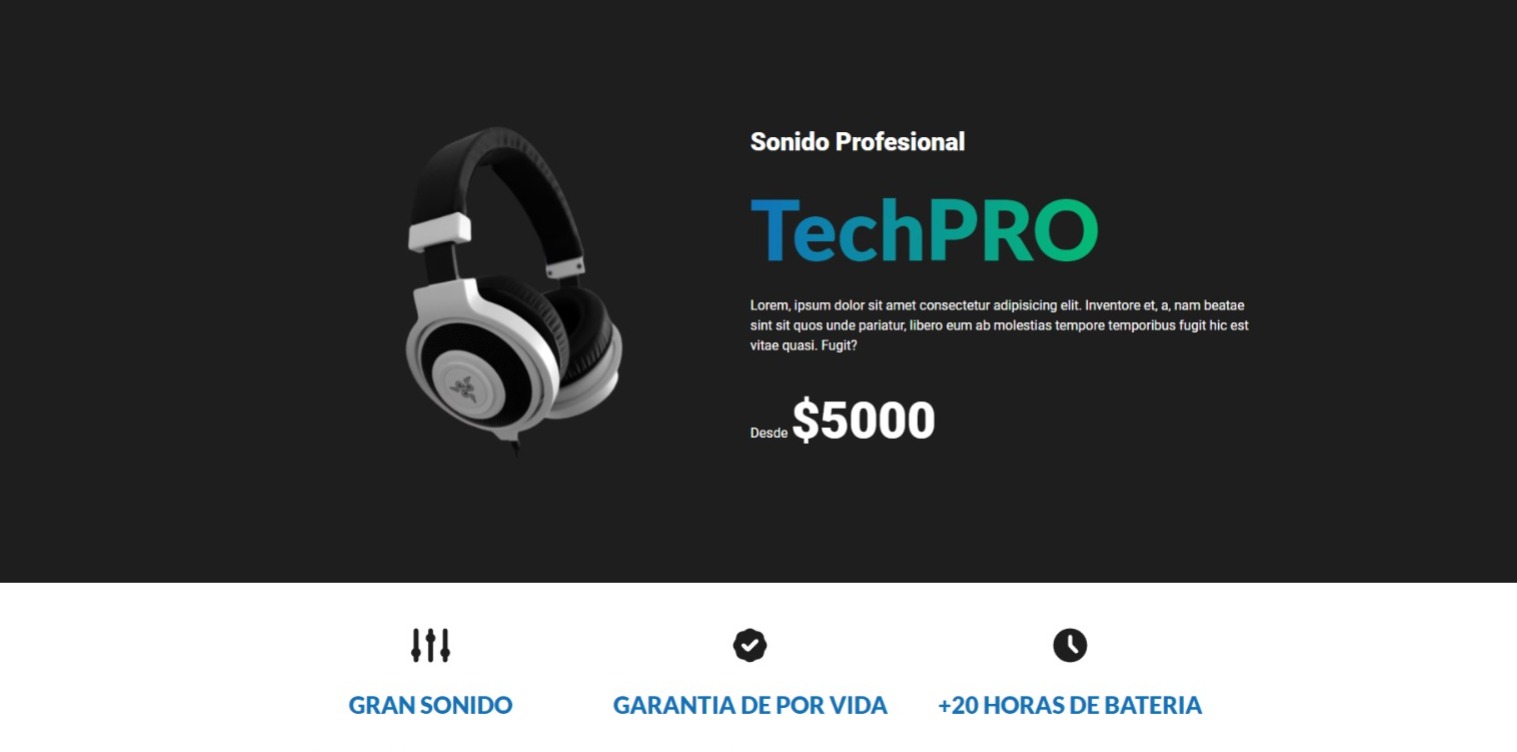 Sonido Profesional
TechPRO
Lorem, ipsum dolor sit amet consectetur adipisicing elit. Inventore et, a, nam beatae
sint sit quos unde pariatur, libero eum ab molestias tempore temporibus fugit hic est
vitae quasi. Fugit?
Desde $5000
GRAN SONIDO
GARANTIA DE POR VIDA
+20 HORAS DE BATERIA